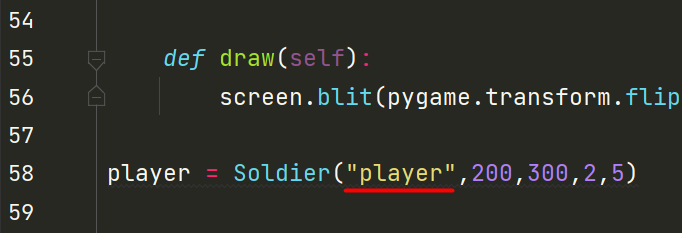 54
55 def draw(self):
56 screen.blit(pygame.transform.flip
57
58 player = Soldier("player",200,300,2,5)
59